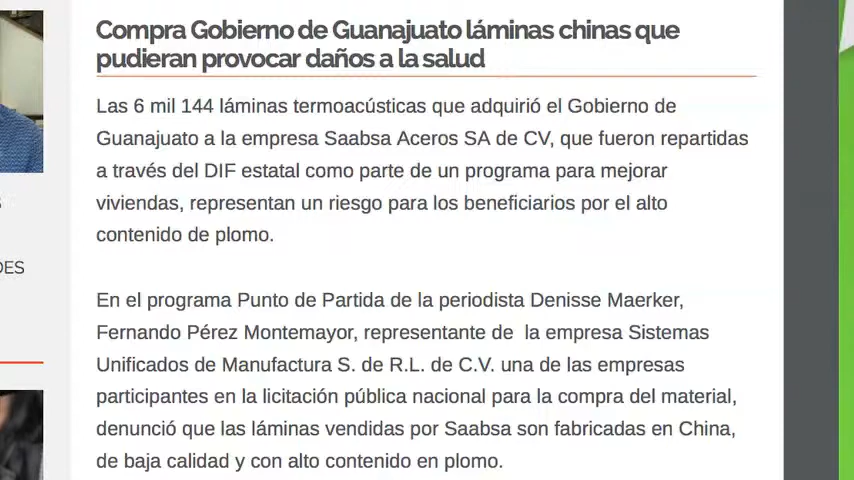 Compra Gobierno de Guanajuato láminas chinas que
pudieran provocar daños a la salud
Las 6 mil 144 láminas termoacústicas que adquirió el Gobierno de
Guanajuato a la empresa Saabsa Aceros SA de CV, que fueron repartidas
a través del DIF estatal como parte de un programa para mejorar
viviendas, representan un riesgo para los beneficiarios por el alto
contenido de plomo.
En el programa Punto de Partida de la periodista Denisse Maerker,
Fernando Pérez Montemayor, representante de  la empresa Sistemas
Unificados de Manufactura S. de R.L. de C.V. una de las empresas
participantes en la licitación pública nacional para la compra del material,
denunció que las láminas vendidas por Saabsa son fabricadas en China,
de baja calidad y con alto contenido en plomo.